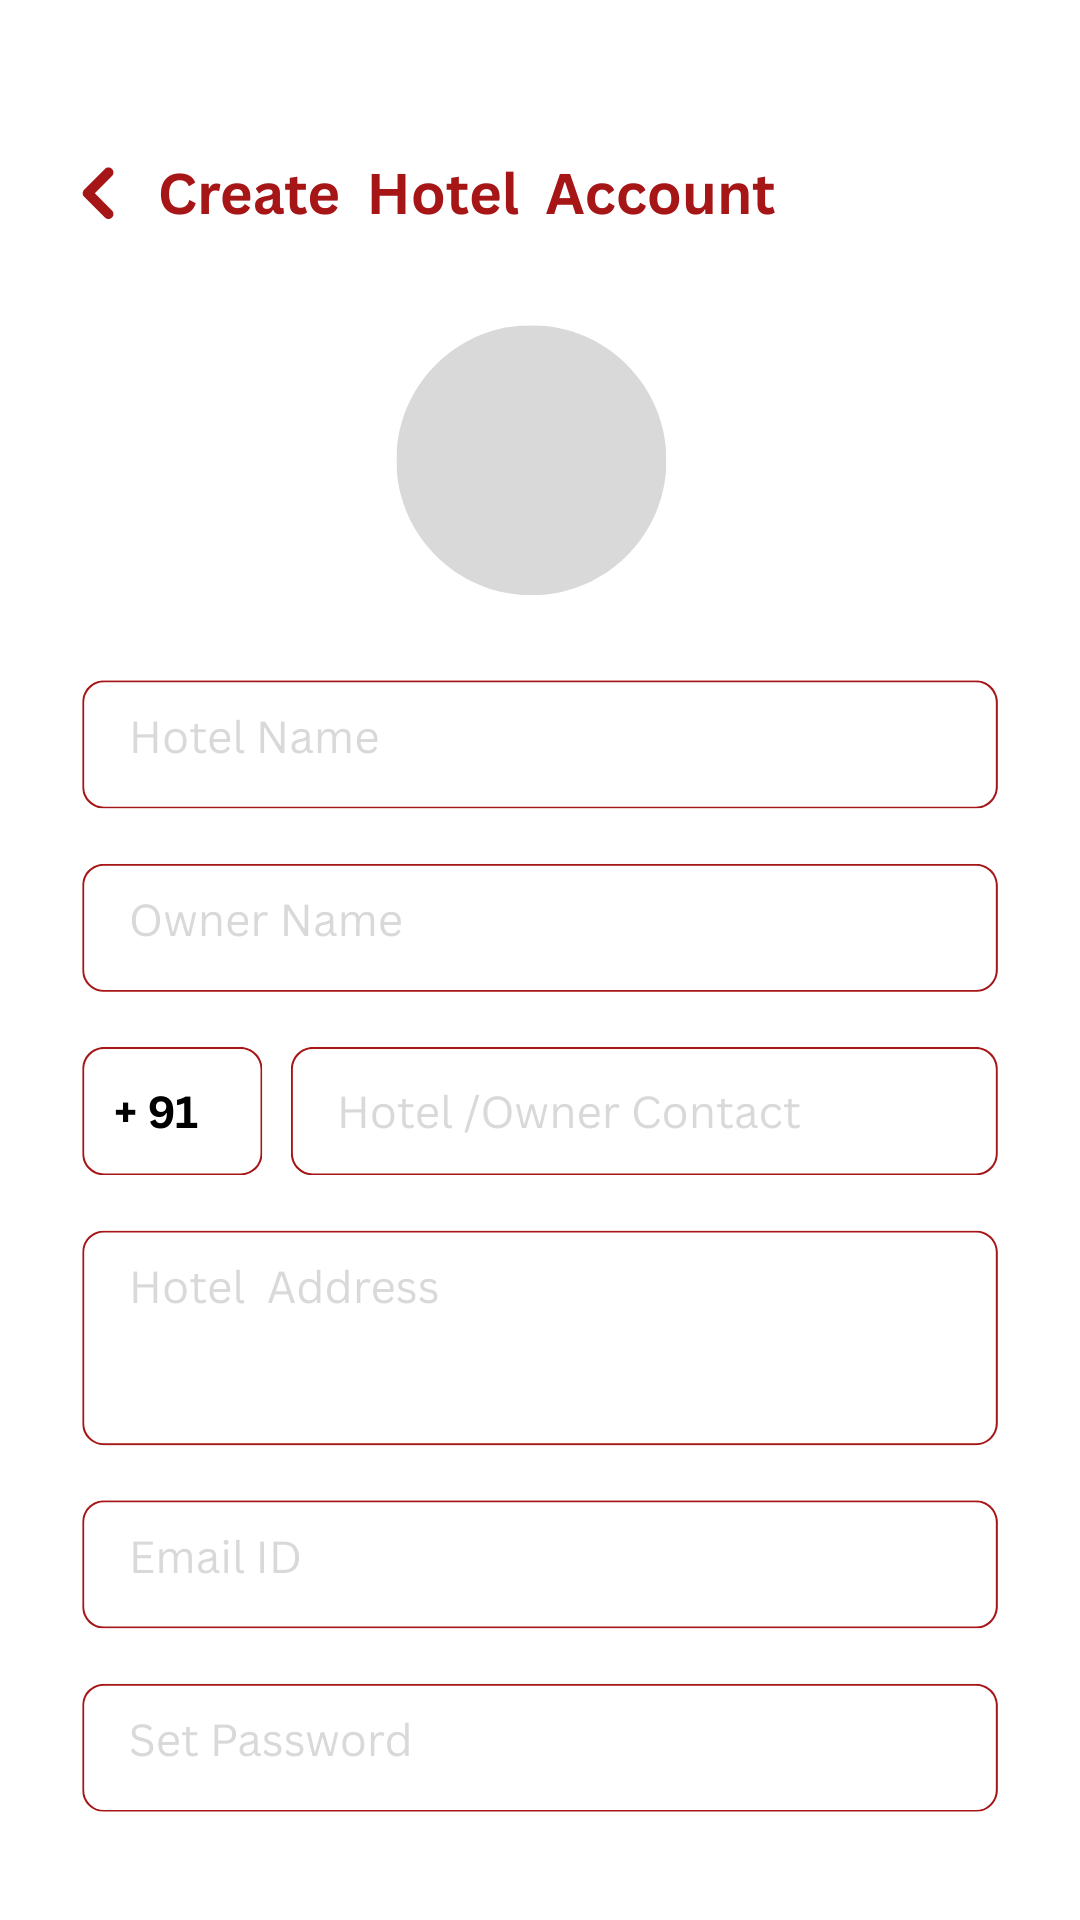 Create Hotel Account
Hotel Name
Owner Name
+ 91 Hotel /Owner Contact
Hotel Address
Email ID
Set Password